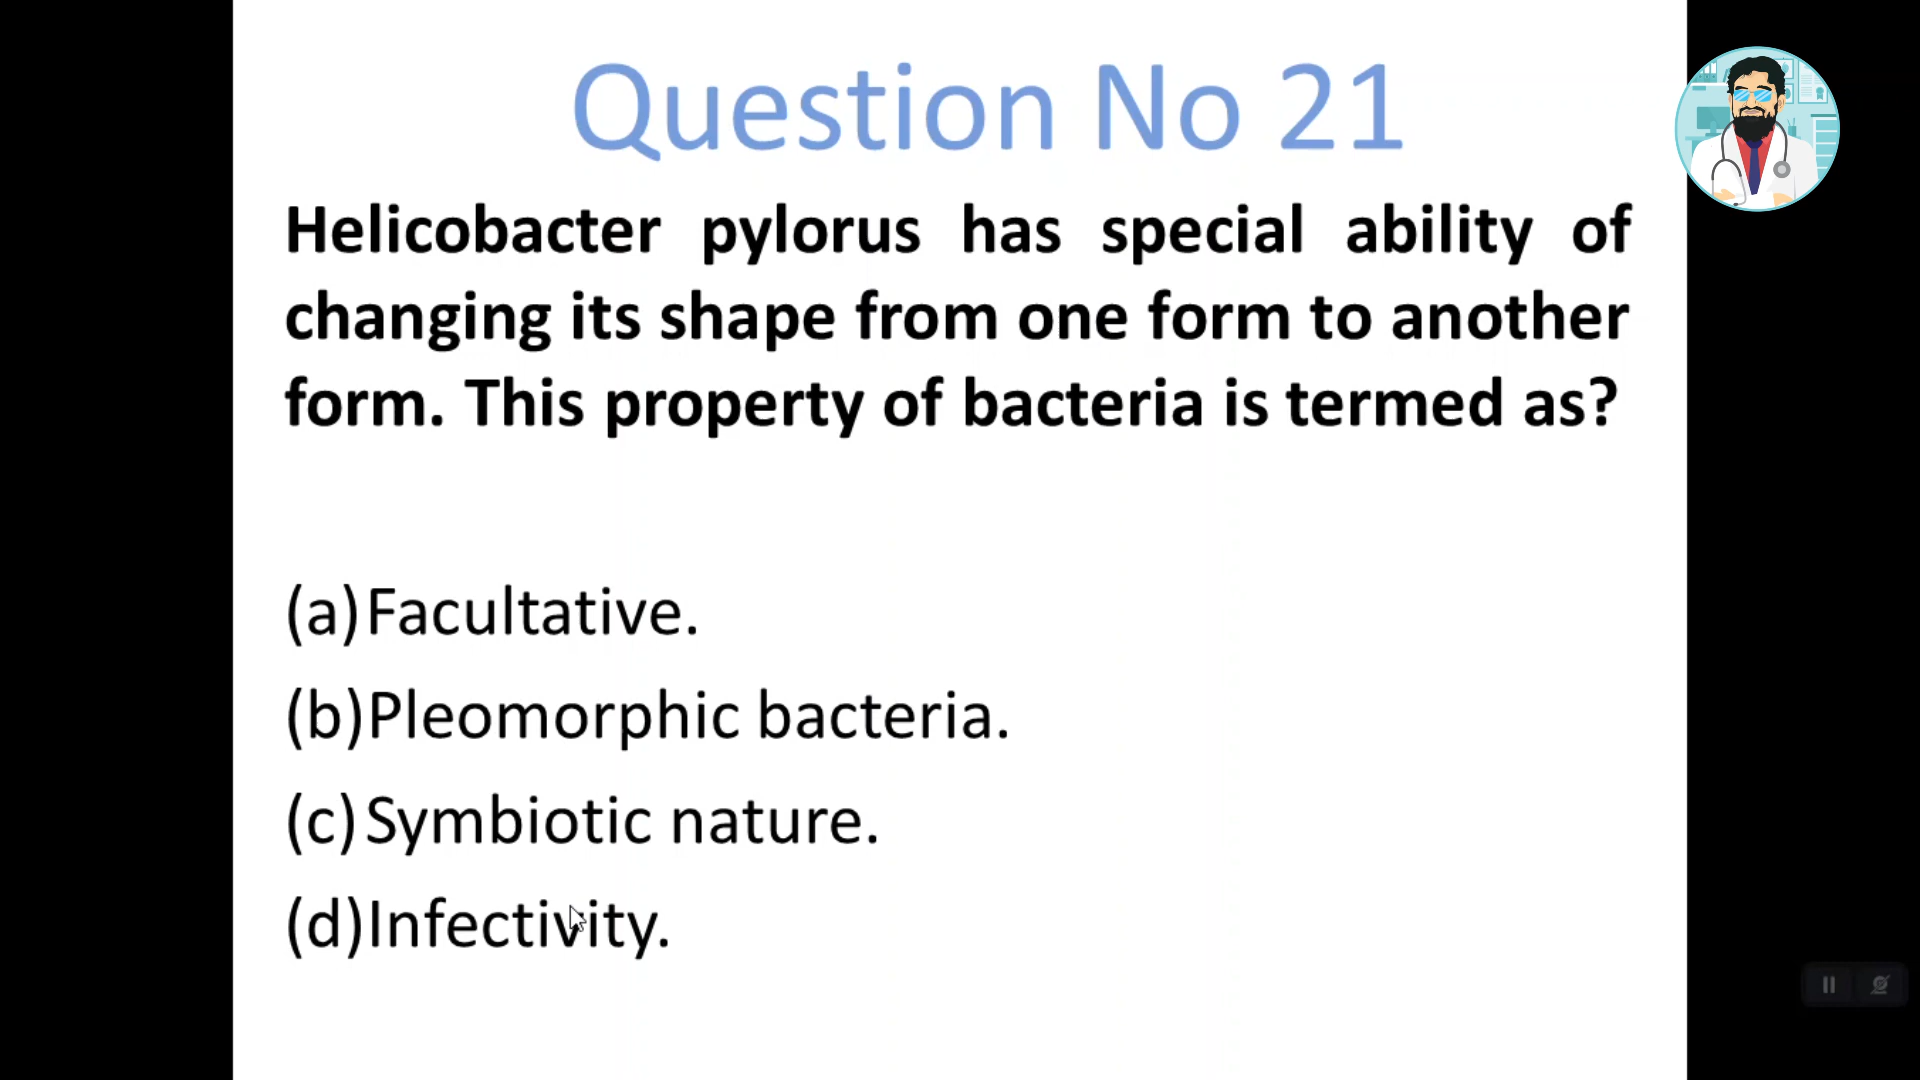 Question No 21
Helicobacter pylorus has special ability of
changing its shape from one form to another
form. This property of bacteria is termed as?
(a) Facultative.
(b) Pleomorphic bacteria.
(c) Symbiotic nature.
(d) Infectivity.